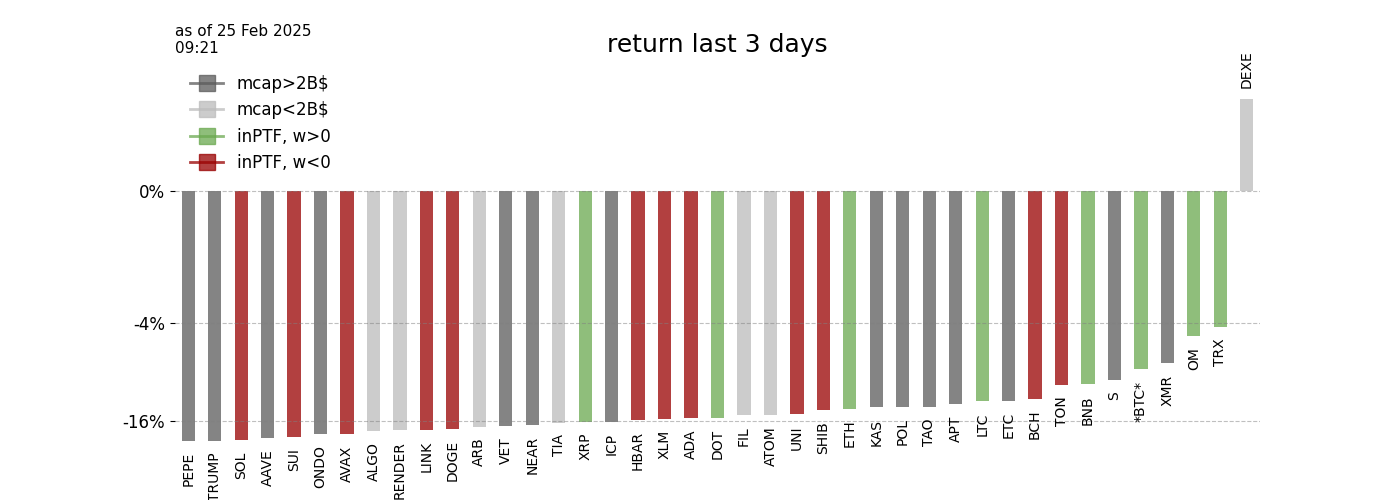 as of 25 Feb 2025
09:21
return last 3 days
mcap>2B$
mcap<2B$
inPTF, w>0
inPTF, w<0
0%
-4%
-16%
PEPE
TRUMP
SOL
AAVE
SUI
ONDO
AVAX
ALGO
RENDER
LINK
DOGE
ARB
VET
NEAR
TIA
XRP
ICP
HBAR
XLM
ADA
DOT
FIL
ATOM
UNI
SHIB
ETH
KAS
POL
TAO
APT
LTC
ETC
BCH
TON
BNB
S
*BTC*
XMR
OM
TRX
DEXE